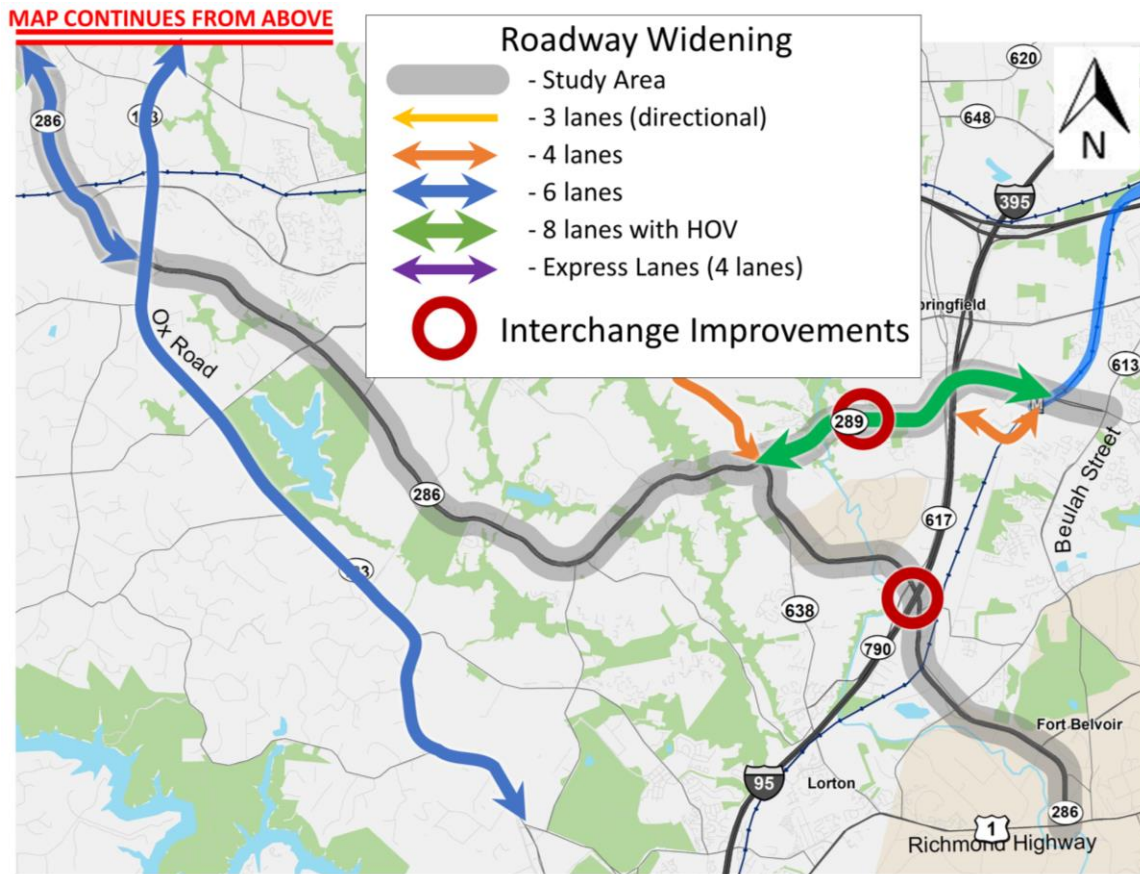 MAP CONTINUES FROM ABOVE
Roadway Widening
- Study Area
- 3 lanes (directional)
- 4 lanes
- 6 lanes
- 8 lanes with HOV
- Express Lanes (4 lanes)
Interchange Improvements
N
620
648
395
286
613
Ox Road
289
286
617
Beulah Street
638
790
Fort Belvoir
95
Lorton
286
1
Richmond Highway